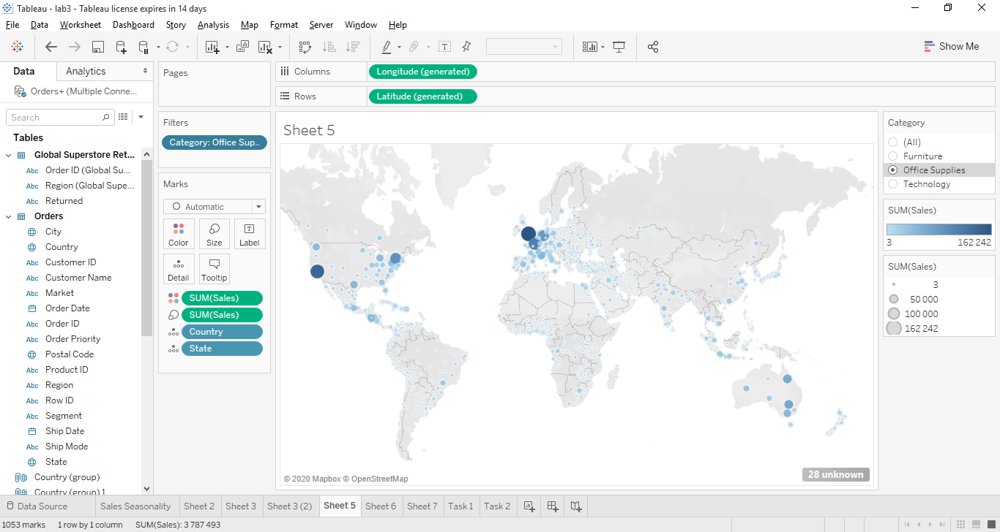 Tableau - lab3 - Tableau license expires in 14 days
File Data Worksheet Dashboard Story Analysis Map Format Server Window Help
Show Me
Data Analytics
Orders+ (Multiple Conne...
Search
Tables
Global Superstore Ret...
Abc Order ID (Global Su...
Abc Region (Global Supe...
Abc Returned
Orders
City
Country
Abc Customer ID
Abc Customer Name
Abc Market
Order Date
Abc Order ID
Abc Order Priority
Postal Code
Abc Product ID
Abc Region
Abc Row ID
Abc Segment
Ship Date
Abc Ship Mode
State
Country (group)
Country (group) 1
Pages
Filters
Category: Office Sup..
Marks
Automatic
Color Size Label
Detail Tooltip
SUM(Sales)
SUM(Sales)
Country
State
Columns Longitude (generated)
Rows Latitude (generated)
Sheet 5
© 2020 Mapbox © OpenStreetMap
28 unknown
Category
(All)
Furniture
Office Supplies
Technology
SUM(Sales)
3 162 242
SUM(Sales)
3
50 000
100 000
162 242
Data Source Sales Seasonality Sheet 2 Sheet 3 Sheet 3 (2) Sheet 5 Sheet 6 Sheet 7 Task 1 Task 2
1053 marks 1 row by 1 column SUM(Sales): 3 787 493